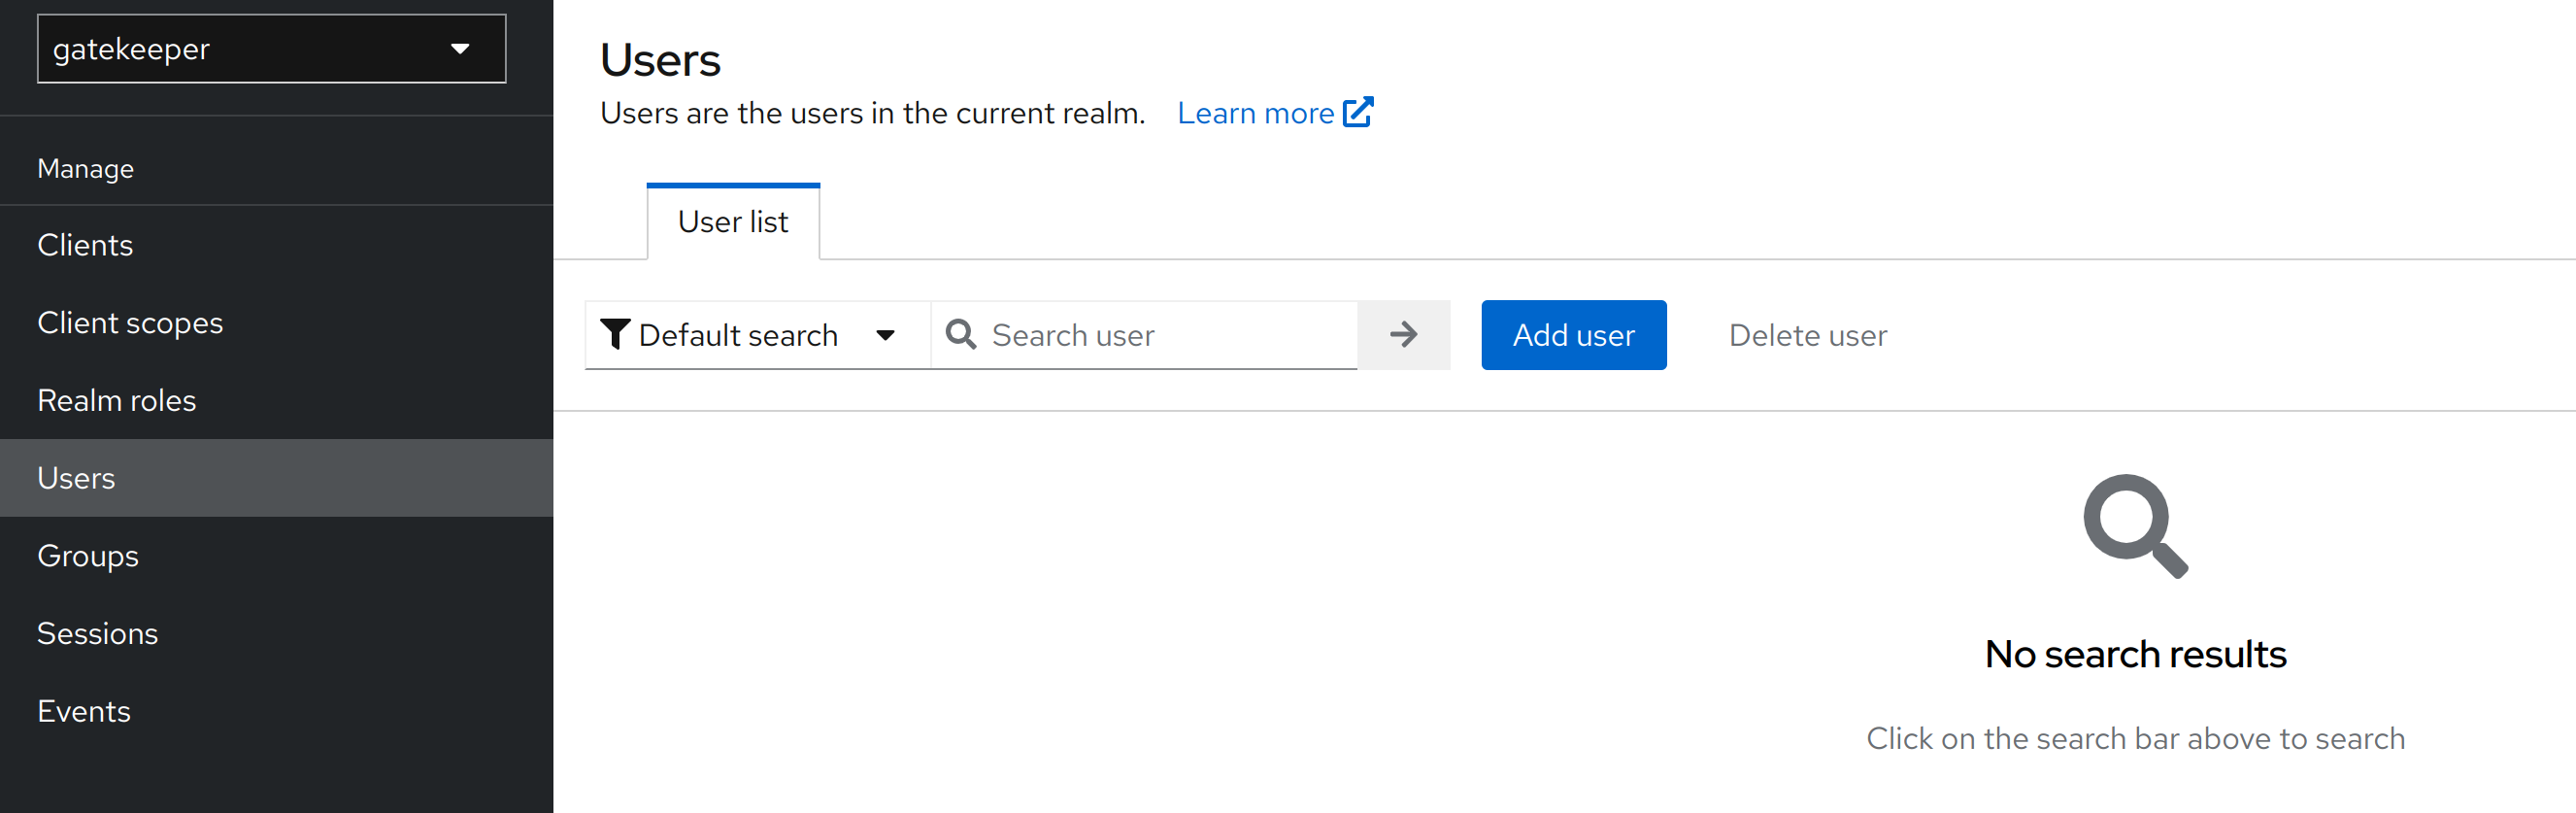 gatekeeper
Manage
Clients
Client scopes
Realm roles
Users
Groups
Sessions
Events
Users
Users are the users in the current realm. Learn more
User list
Default search Search user Add user Delete user
No search results
Click on the search bar above to search